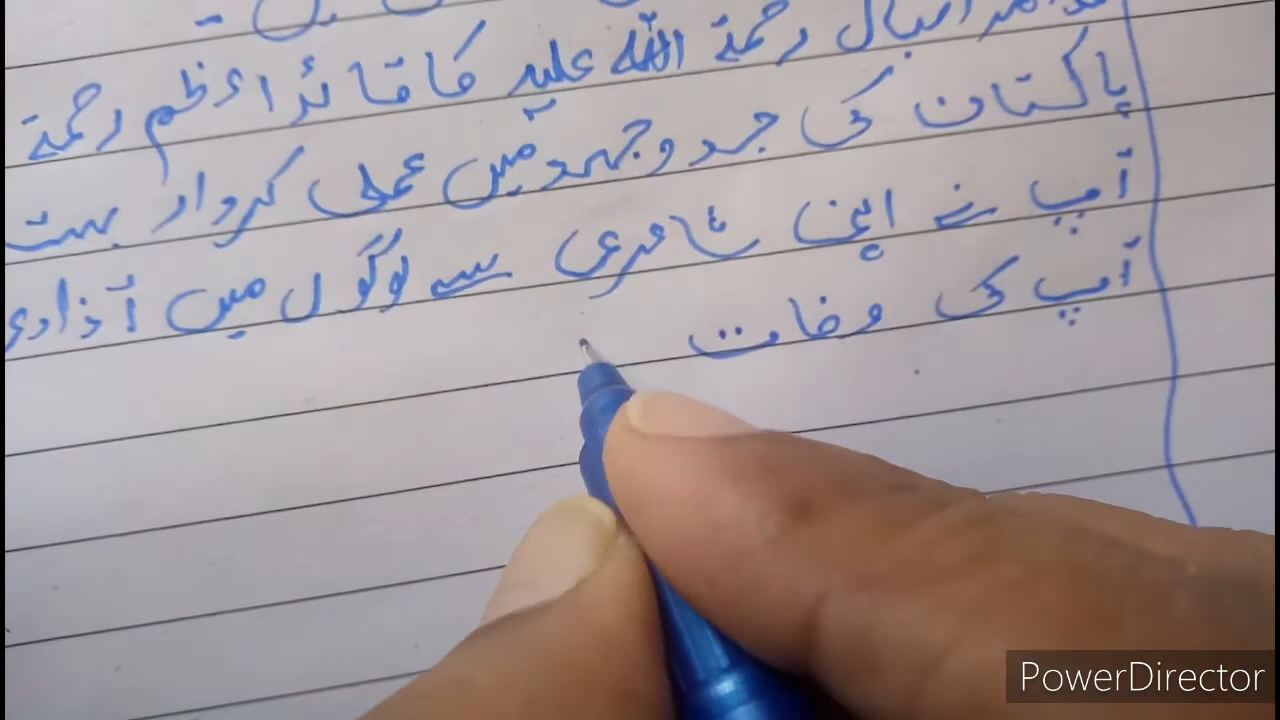 اقبال رحمۃ اللہ علیہ کا قائد اعظم رحمۃ
پاکستان کی جدوجہد میں عملی کردار بہت
آپ نے اپنی شاعری سے لوگوں میں آزادی
آپ کی وفات
PowerDirector